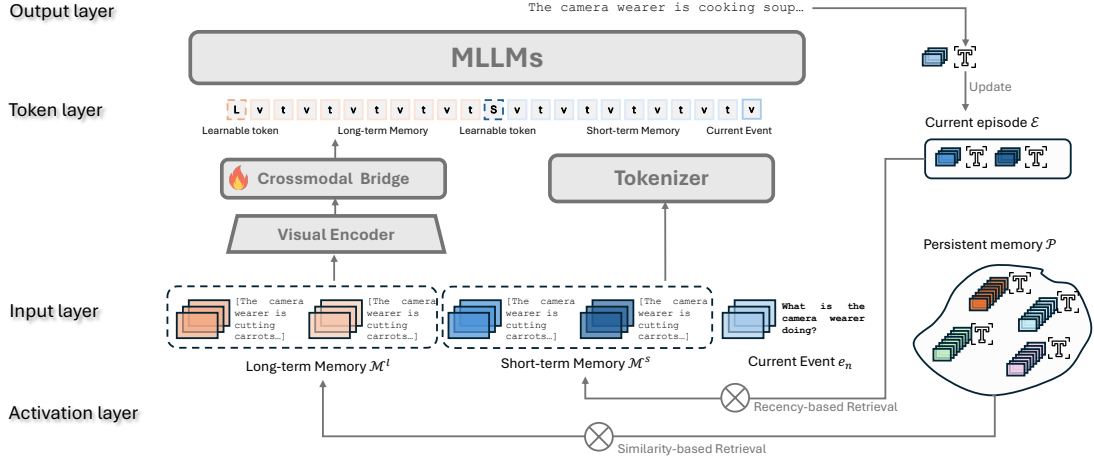 Output layer
The camera wearer is cooking soup…
MLLMs
T
Update
Token layer
L v t v t v t v t v t S v t v t v t v t v t v
Learnable token
Long-term Memory
Learnable token
Short-term Memory
Current Event
Current episode ℰ
T T
Crossmodal Bridge
Tokenizer
Visual Encoder
Persistent memory 𝒫
T
T
T
T
Input layer
[The camera
wearer is
cutting
carrots…]
[The camera
wearer is
cutting
carrots…]
[The camera
wearer is
cutting
carrots…]
[The camera
wearer is
cutting
carrots…]
What is the
camera wearer
doing?
Long-term Memory ℳˡ
Short-term Memory ℳˢ
Current Event eₙ
Activation layer
Recency-based Retrieval
Similarity-based Retrieval